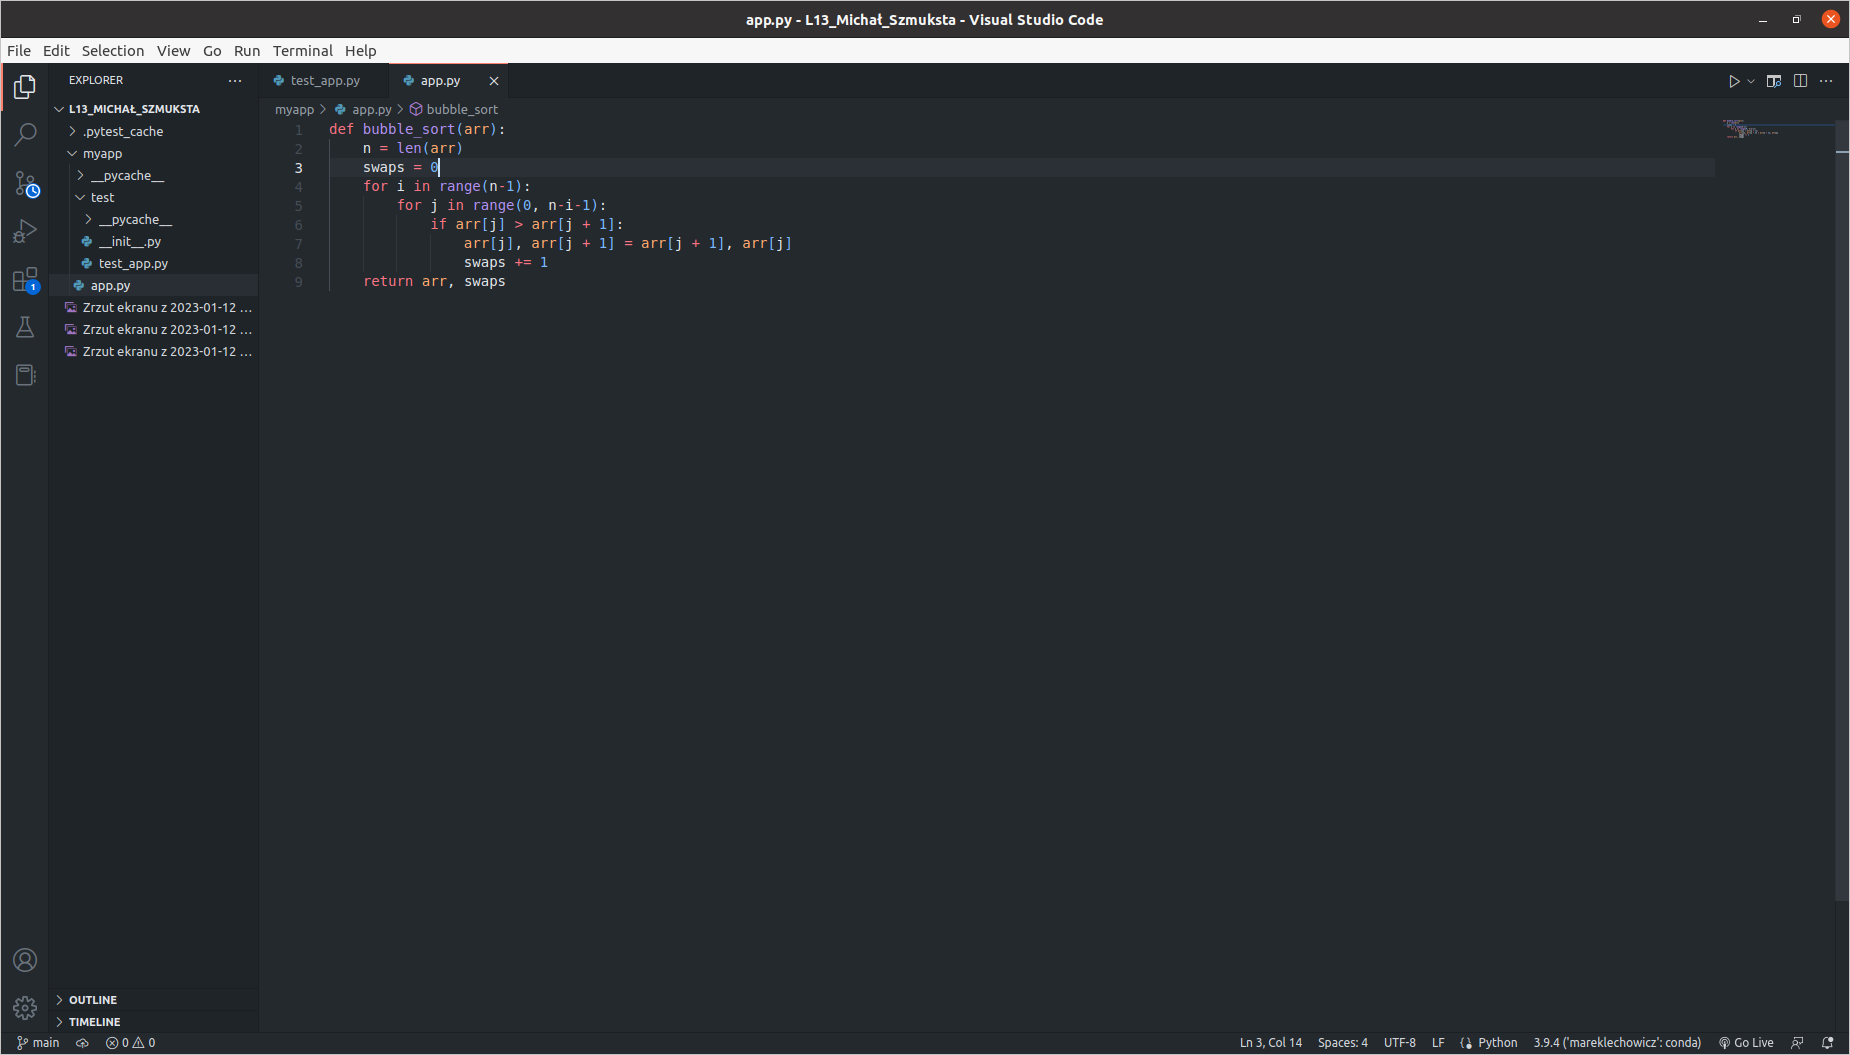 app.py - L13_Michał_Szmuksta - Visual Studio Code
File Edit Selection View Go Run Terminal Help
EXPLORER
L13_MICHAŁ_SZMUKSTA
.pytest_cache
myapp
__pycache__
test
__pycache__
__init__.py
test_app.py
app.py
Zrzut ekranu z 2023-01-12 ...
Zrzut ekranu z 2023-01-12 ...
Zrzut ekranu z 2023-01-12 ...
OUTLINE
TIMELINE
1
test_app.py app.py
myapp > app.py > bubble_sort
1 def bubble_sort(arr):
2 n = len(arr)
3 swaps = 0
4 for i in range(n-1):
5 for j in range(0, n-i-1):
6 if arr[j] > arr[j + 1]:
7 arr[j], arr[j + 1] = arr[j + 1], arr[j]
8 swaps += 1
9 return arr, swaps
main 0 0 Ln 3, Col 14 Spaces: 4 UTF-8 LF Python 3.9.4 ('mareklechowicz': conda) Go Live